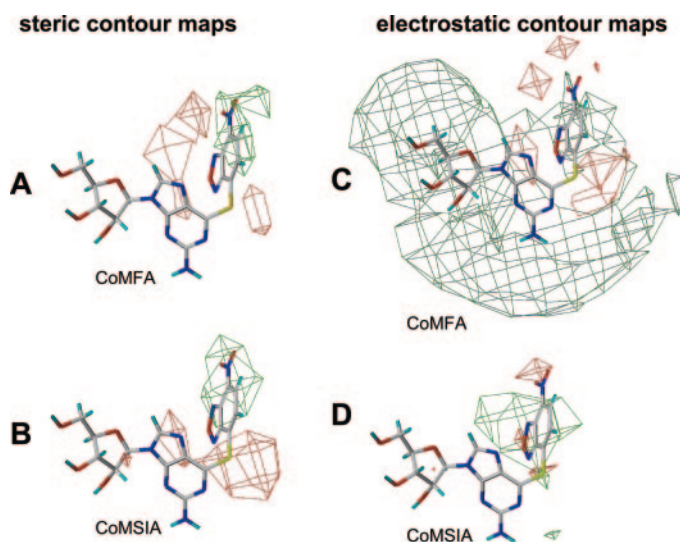 steric contour maps
electrostatic contour maps
A
CoMFA
C
CoMFA
B
CoMSIA
D
CoMSIA